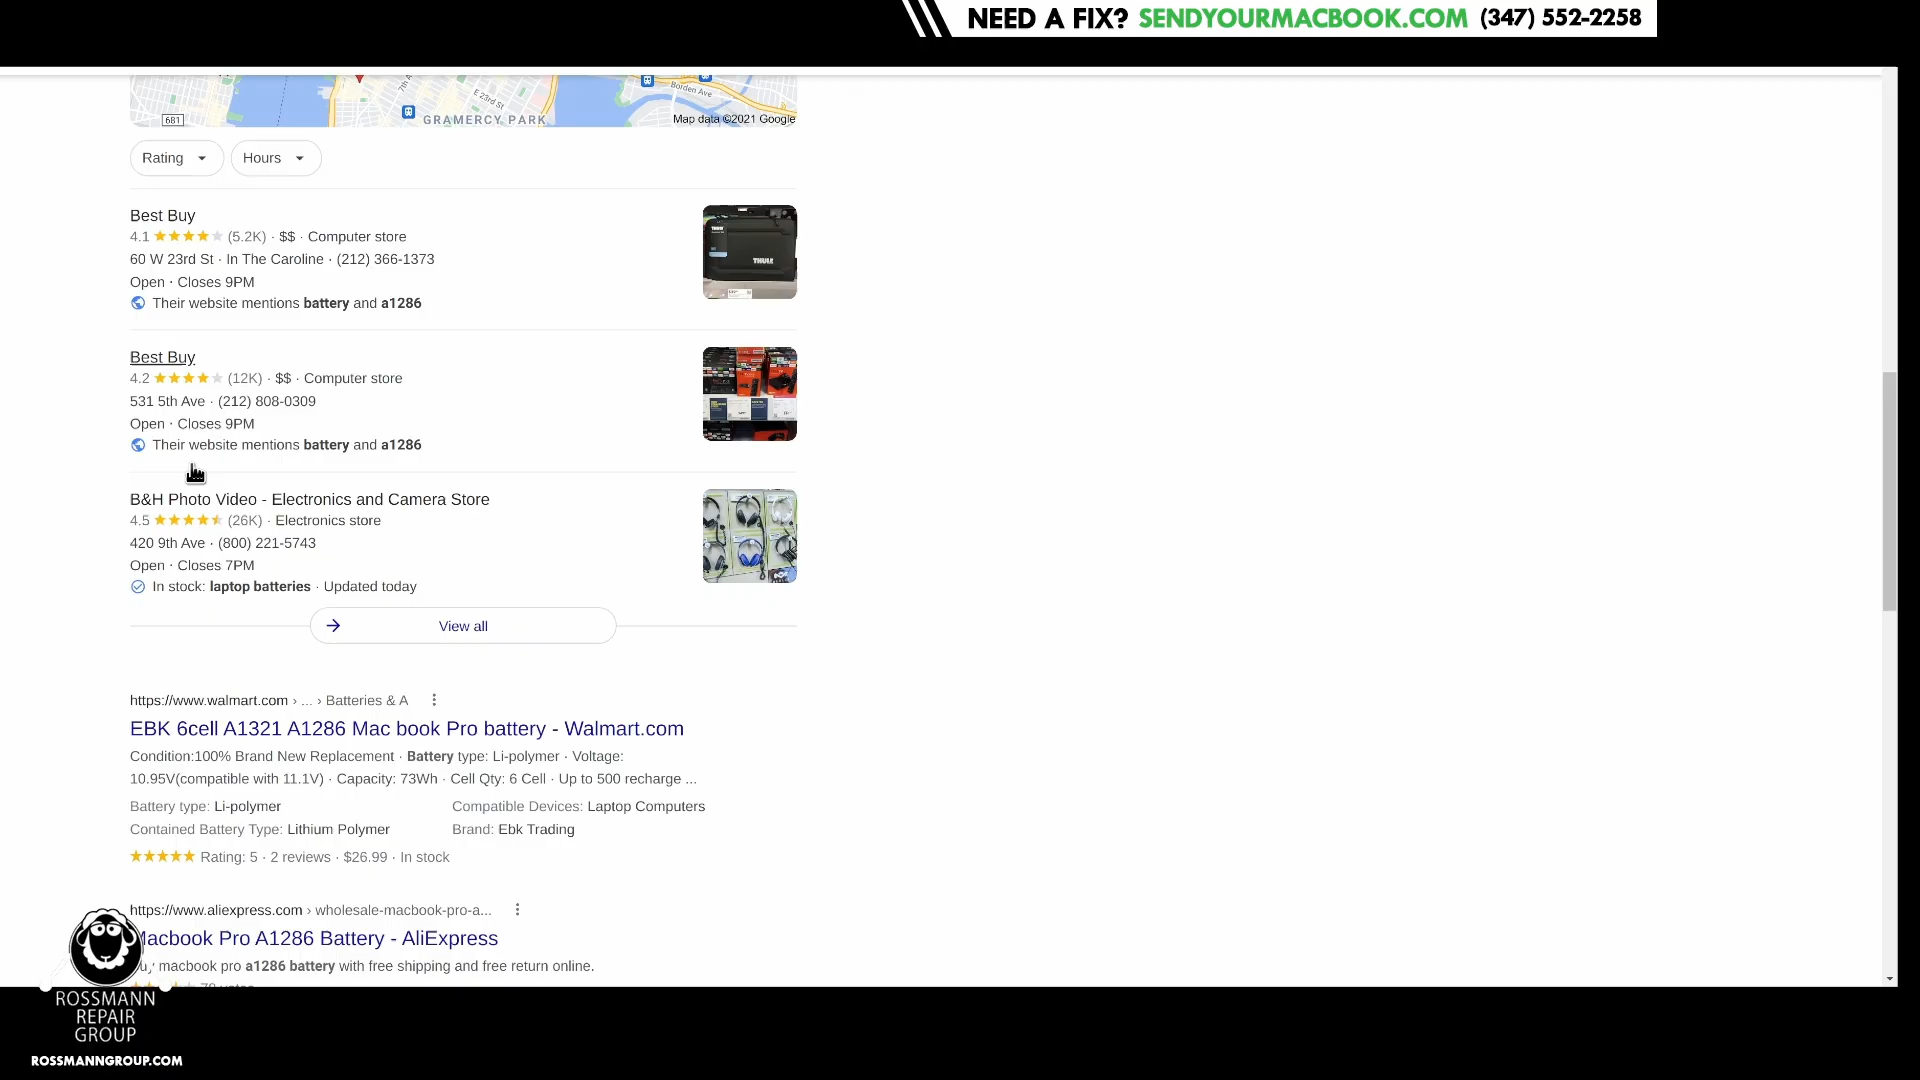 NEED A FIX? SENDYOURMACBOOK.COM (347) 552-2258
7th A
E 23rd St
Borden Ave
681
GRAMERCY PARK
Map data ©2021 Google
Rating
Hours
Best Buy
4.1 (5.2K) · $$ · Computer store
60 W 23rd St · In The Caroline · (212) 366-1373
Open · Closes 9PM
Their website mentions battery and a1286
THULE
Best Buy
4.2 (12K) · $$ · Computer store
531 5th Ave · (212) 808-0309
Open · Closes 9PM
Their website mentions battery and a1286
B&H Photo Video - Electronics and Camera Store
4.5 (26K) · Electronics store
420 9th Ave · (800) 221-5743
Open · Closes 7PM
In stock: laptop batteries · Updated today
View all
https://www.walmart.com › ... › Batteries & A
EBK 6cell A1321 A1286 Mac book Pro battery - Walmart.com
Condition:100% Brand New Replacement · Battery type: Li-polymer · Voltage:
10.95V(compatible with 11.1V) · Capacity: 73Wh · Cell Qty: 6 Cell · Up to 500 recharge ...
Battery type: Li-polymer
Compatible Devices: Laptop Computers
Contained Battery Type: Lithium Polymer
Brand: Ebk Trading
Rating: 5 · 2 reviews · $26.99 · In stock
https://www.aliexpress.com › wholesale-macbook-pro-a...
Macbook Pro A1286 Battery - AliExpress
macbook pro a1286 battery with free shipping and free return online.
ROSSMANN
REPAIR
GROUP
ROSSMANNGROUP.COM